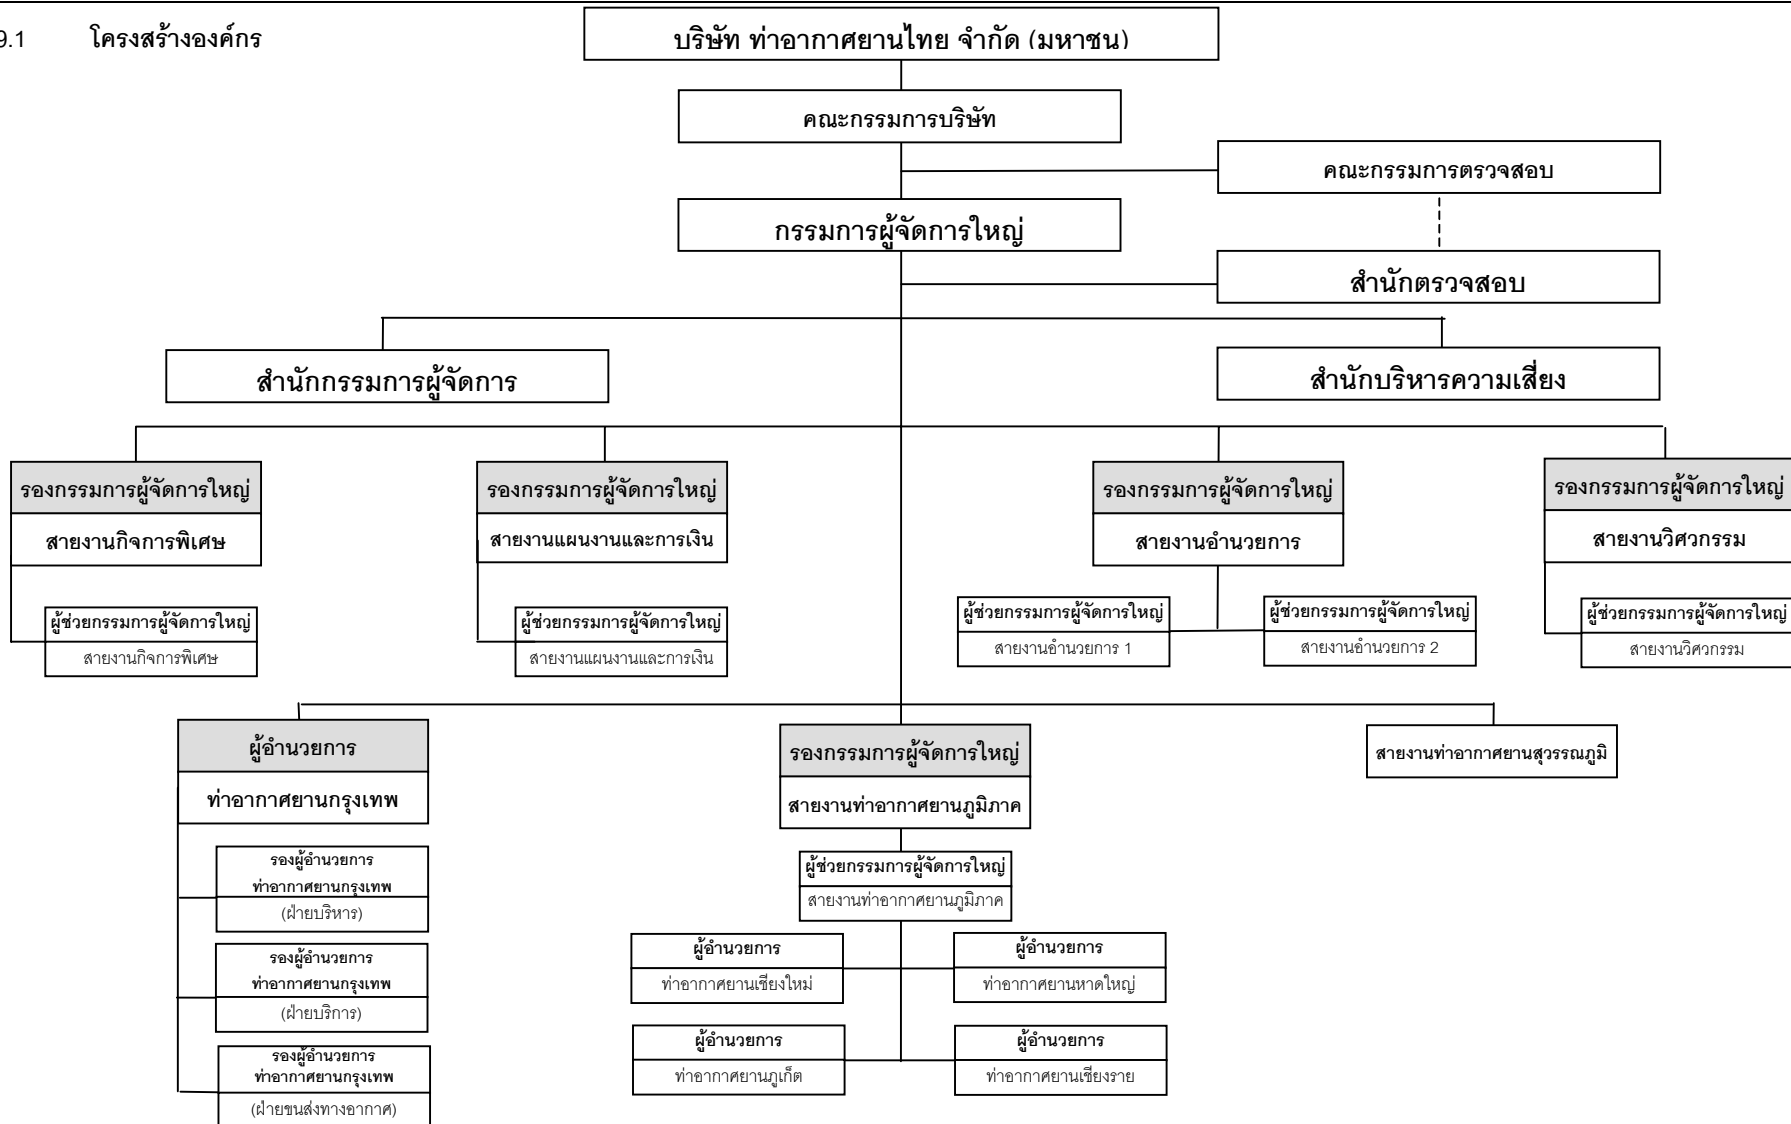 9.1 โครงสร้างองค์กร
บริษัท ท่าอากาศยานไทย จำกัด (มหาชน)
คณะกรรมการบริษัท
คณะกรรมการตรวจสอบ
กรรมการผู้จัดการใหญ่
สำนักตรวจสอบ
สำนักกรรมการผู้จัดการ
สำนักบริหารความเสี่ยง
รองกรรมการผู้จัดการใหญ่
สายงานกิจการพิเศษ
รองกรรมการผู้จัดการใหญ่
สายงานแผนงานและการเงิน
รองกรรมการผู้จัดการใหญ่
สายงานอำนวยการ
รองกรรมการผู้จัดการใหญ่
สายงานวิศวกรรม
ผู้ช่วยกรรมการผู้จัดการใหญ่
สายงานกิจการพิเศษ
ผู้ช่วยกรรมการผู้จัดการใหญ่
สายงานแผนงานและการเงิน
ผู้ช่วยกรรมการผู้จัดการใหญ่
สายงานอำนวยการ 1
ผู้ช่วยกรรมการผู้จัดการใหญ่
สายงานอำนวยการ 2
ผู้ช่วยกรรมการผู้จัดการใหญ่
สายงานวิศวกรรม
ผู้อำนวยการ
ท่าอากาศยานกรุงเทพ
รองกรรมการผู้จัดการใหญ่
สายงานท่าอากาศยานภูมิภาค
สายงานท่าอากาศยานสุวรรณภูมิ
รองผู้อำนวยการ
ท่าอากาศยานกรุงเทพ
(ฝ่ายบริหาร)
รองผู้อำนวยการ
ท่าอากาศยานกรุงเทพ
(ฝ่ายบริการ)
รองผู้อำนวยการ
ท่าอากาศยานกรุงเทพ
(ฝ่ายขนส่งทางอากาศ)
ผู้ช่วยกรรมการผู้จัดการใหญ่
สายงานท่าอากาศยานภูมิภาค
ผู้อำนวยการ
ท่าอากาศยานเชียงใหม่
ผู้อำนวยการ
ท่าอากาศยานหาดใหญ่
ผู้อำนวยการ
ท่าอากาศยานภูเก็ต
ผู้อำนวยการ
ท่าอากาศยานเชียงราย